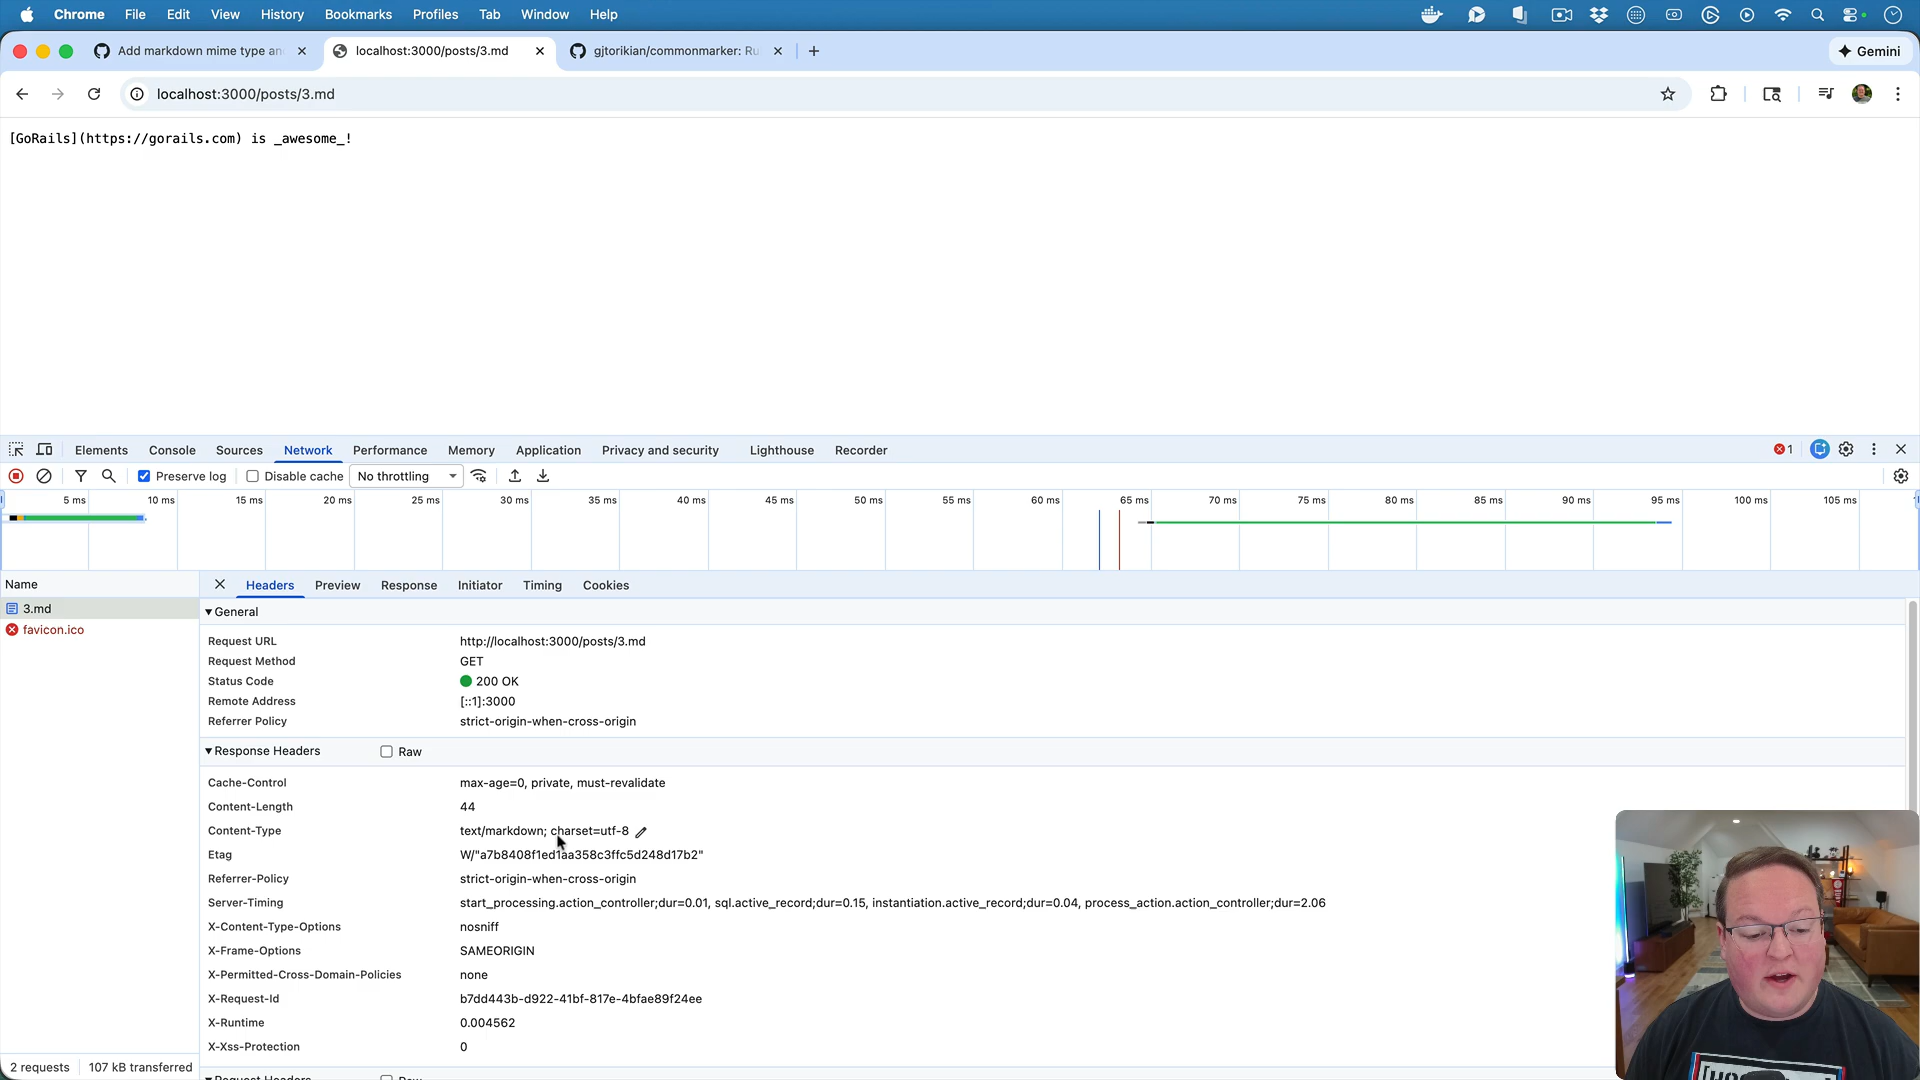 Chrome File Edit View History Bookmarks Profiles Tab Window Help
Add markdown mime type an
localhost:3000/posts/3.md
gjtorikian/commonmarker: Ru
Gemini
localhost:3000/posts/3.md
[GoRails](https://gorails.com) is _awesome_!
Elements Console Sources Network Performance Memory Application Privacy and security Lighthouse Recorder 1
Preserve log Disable cache No throttling
5 ms 10 ms 15 ms 20 ms 25 ms 30 ms 35 ms 40 ms 45 ms 50 ms 55 ms 60 ms 65 ms 70 ms 75 ms 80 ms 85 ms 90 ms 95 ms 100 ms 105 ms
Name
3.md
favicon.ico
Headers Preview Response Initiator Timing Cookies
General
Request URL http://localhost:3000/posts/3.md
Request Method GET
Status Code 200 OK
Remote Address [::1]:3000
Referrer Policy strict-origin-when-cross-origin
Response Headers Raw
Cache-Control max-age=0, private, must-revalidate
Content-Length 44
Content-Type text/markdown; charset=utf-8
Etag W/"a7b8408f1ed1aa358c3ffc5d248d17b2"
Referrer-Policy strict-origin-when-cross-origin
Server-Timing start_processing.action_controller;dur=0.01, sql.active_record;dur=0.15, instantiation.active_record;dur=0.04, process_action.action_controller;dur=2.06
X-Content-Type-Options nosniff
X-Frame-Options SAMEORIGIN
X-Permitted-Cross-Domain-Policies none
X-Request-Id b7dd443b-d922-41bf-817e-4bfae89f24ee
X-Runtime 0.004562
X-Xss-Protection 0
Request Headers Raw
2 requests 107 kB transferred